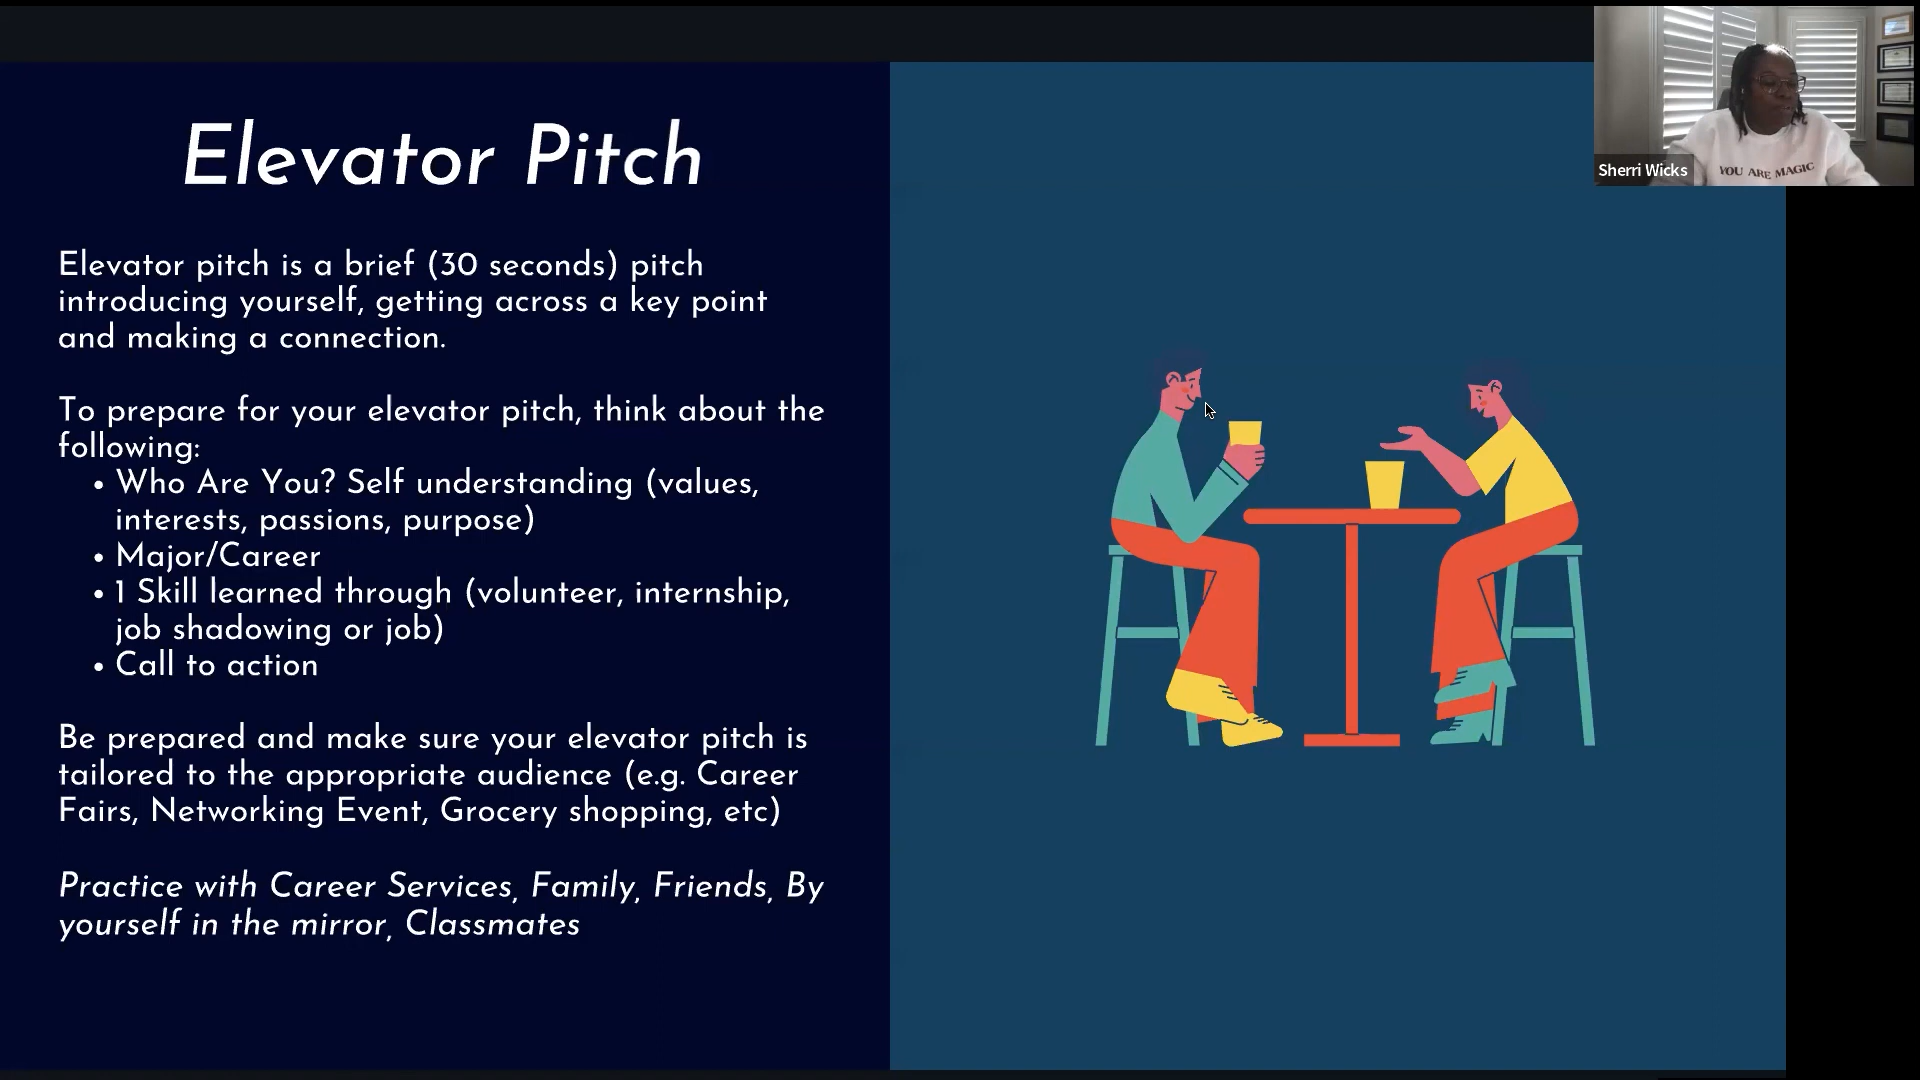 Elevator Pitch
Elevator pitch is a brief (30 seconds) pitch
introducing yourself, getting across a key point
and making a connection.
To prepare for your elevator pitch, think about the
following:
• Who Are You? Self understanding (values,
interests, passions, purpose)
• Major/Career
• 1 Skill learned through (volunteer, internship,
job shadowing or job)
• Call to action
Be prepared and make sure your elevator pitch is
tailored to the appropriate audience (e.g. Career
Fairs, Networking Event, Grocery shopping, etc)
Practice with Career Services, Family, Friends, By
yourself in the mirror, Classmates
YOU ARE MAGIC
Sherri Wicks